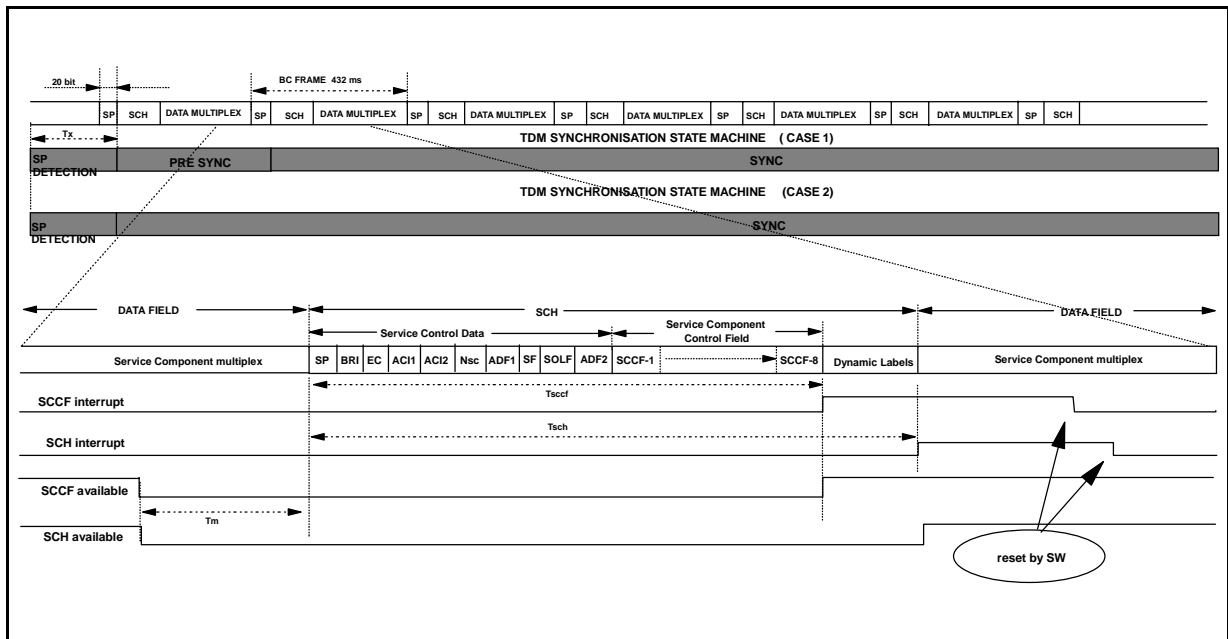 20 bit
BC FRAME 432 ms
SP SCH DATA MULTIPLEX SP SCH DATA MULTIPLEX SP SCH DATA MULTIPLEX SP SCH DATA MULTIPLEX SP SCH DATA MULTIPLEX SP SCH DATA MULTIPLEX SP SCH
Tx
TDM SYNCHRONISATION STATE MACHINE ( CASE 1)
SP DETECTION PRE SYNC SYNC
TDM SYNCHRONISATION STATE MACHINE (CASE 2)
SP DETECTION SYNC
DATA FIELD SCH DATA FIELD
Service Control Data Service Component Control Field
Service Component multiplex SP BRI EC ACI1 ACI2 Nsc ADF1 SF SOLF ADF2 SCCF-1 SCCF-8 Dynamic Labels Service Component multiplex
Tsccf
SCCF interrupt
Tsch
SCH interrupt
SCCF available
Tm
SCH available
reset by SW